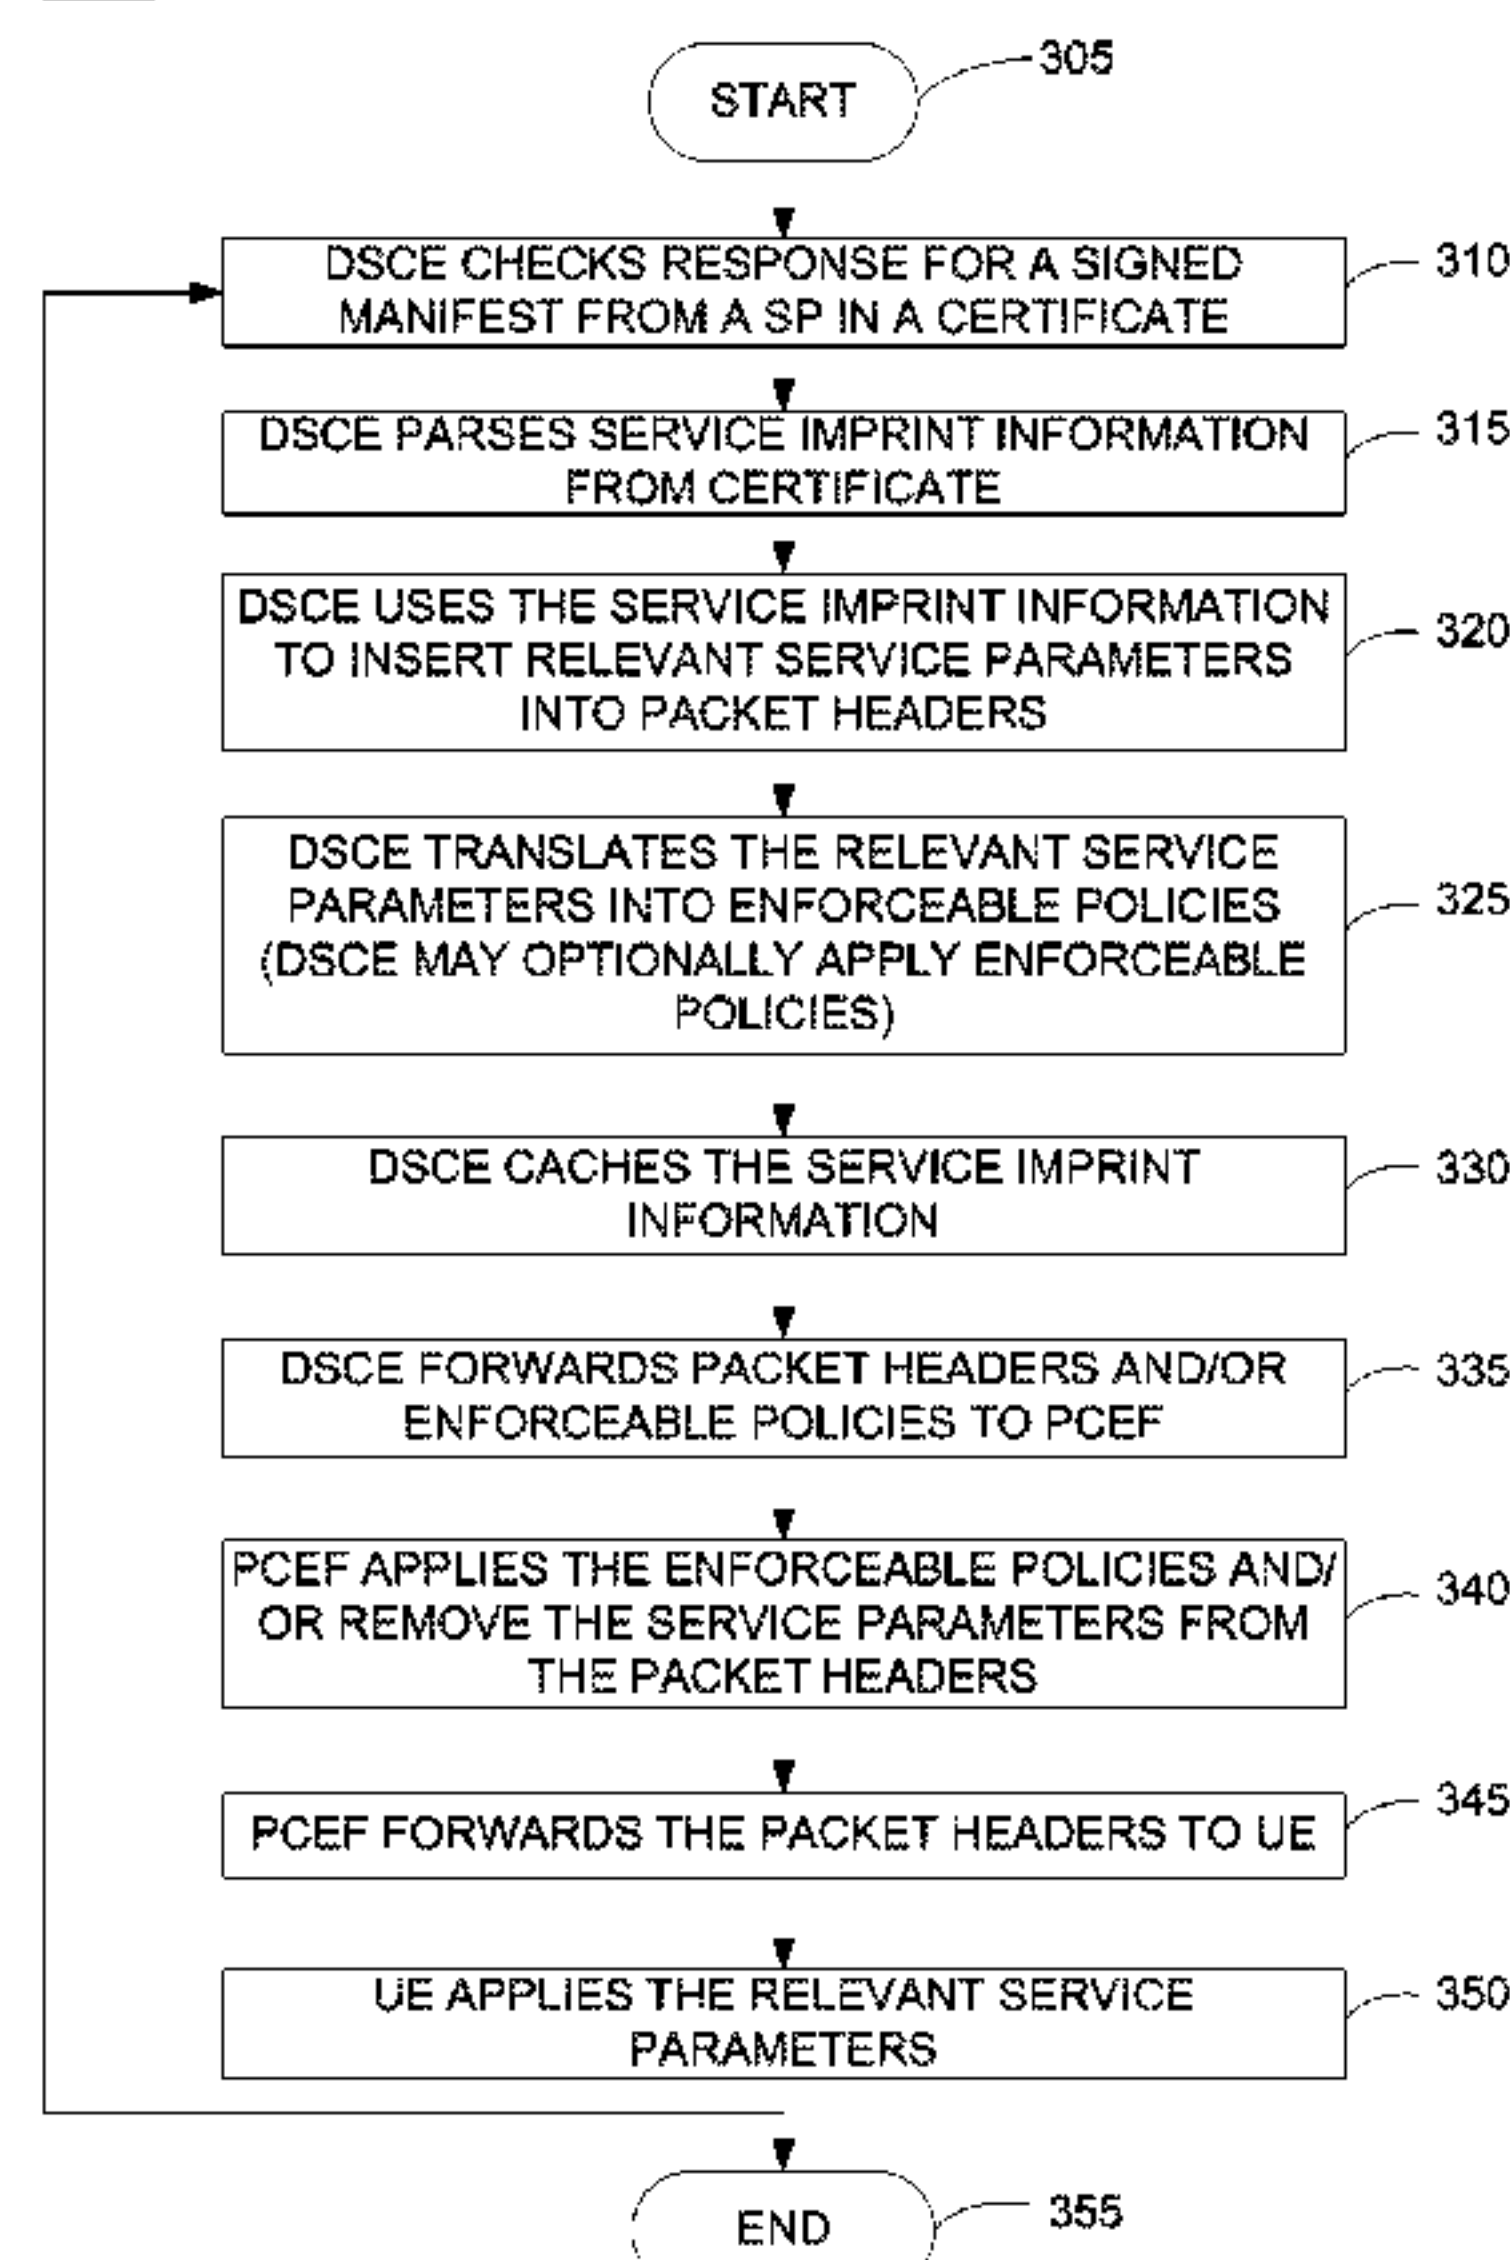 START
305
DSCE CHECKS RESPONSE FOR A SIGNED
MANIFEST FROM A SP IN A CERTIFICATE
310
DSCE PARSES SERVICE IMPRINT INFORMATION
FROM CERTIFICATE
315
DSCE USES THE SERVICE IMPRINT INFORMATION
TO INSERT RELEVANT SERVICE PARAMETERS
INTO PACKET HEADERS
320
DSCE TRANSLATES THE RELEVANT SERVICE
PARAMETERS INTO ENFORCEABLE POLICIES
(DSCE MAY OPTIONALLY APPLY ENFORCEABLE
POLICIES)
325
DSCE CACHES THE SERVICE IMPRINT
INFORMATION
330
DSCE FORWARDS PACKET HEADERS AND/OR
ENFORCEABLE POLICIES TO PCEF
335
PCEF APPLIES THE ENFORCEABLE POLICIES AND/
OR REMOVE THE SERVICE PARAMETERS FROM
THE PACKET HEADERS
340
PCEF FORWARDS THE PACKET HEADERS TO UE
345
UE APPLIES THE RELEVANT SERVICE
PARAMETERS
350
END
355